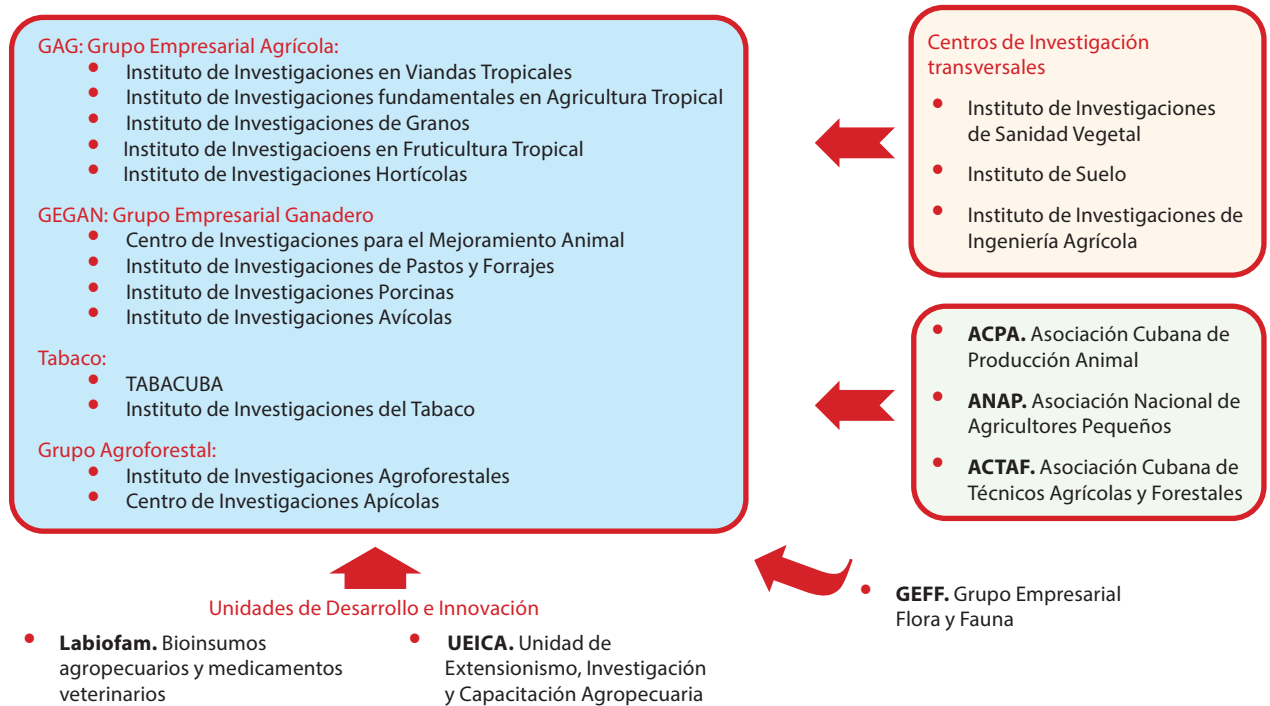 GAG: Grupo Empresarial Agrícola:
• Instituto de Investigaciones en Viandas Tropicales
• Instituto de Investigaciones fundamentales en Agricultura Tropical
• Instituto de Investigaciones de Granos
• Instituto de Investigacioens en Fruticultura Tropical
• Instituto de Investigaciones Hortícolas
GEGAN: Grupo Empresarial Ganadero
• Centro de Investigaciones para el Mejoramiento Animal
• Instituto de Investigaciones de Pastos y Forrajes
• Instituto de Investigaciones Porcinas
• Instituto de Investigaciones Avícolas
Tabaco:
• TABACUBA
• Instituto de Investigaciones del Tabaco
Grupo Agroforestal:
• Instituto de Investigaciones Agroforestales
• Centro de Investigaciones Apícolas
Centros de Investigación
transversales
• Instituto de Investigaciones
de Sanidad Vegetal
• Instituto de Suelo
• Instituto de Investigaciones de
Ingeniería Agrícola
• ACPA. Asociación Cubana de
Producción Animal
• ANAP. Asociación Nacional de
Agricultores Pequeños
• ACTAF. Asociación Cubana de
Técnicos Agrícolas y Forestales
• GEFF. Grupo Empresarial
Flora y Fauna
Unidades de Desarrollo e Innovación
• Labiofam. Bioinsumos
agropecuarios y medicamentos
veterinarios
• UEICA. Unidad de
Extensionismo, Investigación
y Capacitación Agropecuaria